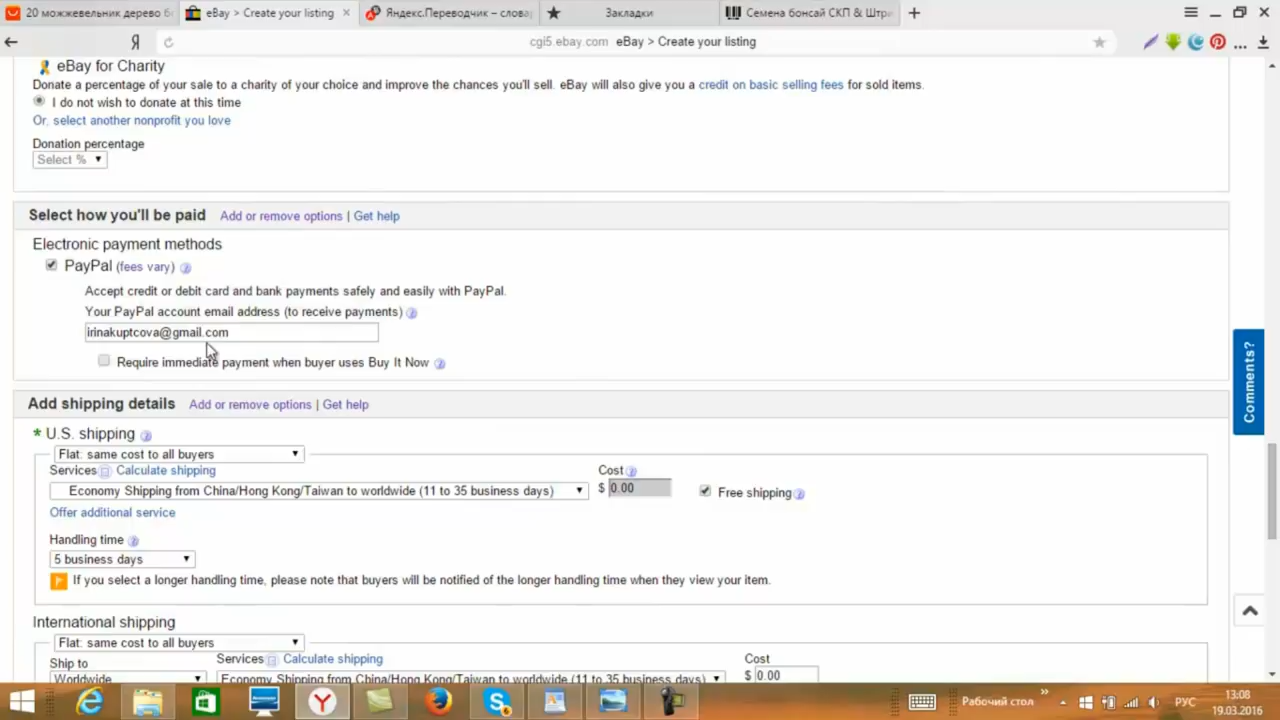 20 можжевельник дерево б
eBay > Create your listing
Яндекс.Переводчик – слова
Закладки
Семена бонсай СКП & Штри
cgi5.ebay.com eBay > Create your listing
eBay for Charity
Donate a percentage of your sale to a charity of your choice and improve the chances you'll sell. eBay will also give you a credit on basic selling fees for sold items.
I do not wish to donate at this time
Or, select another nonprofit you love
Donation percentage
Select %
Select how you'll be paid Add or remove options | Get help
Electronic payment methods
PayPal (fees vary)
Accept credit or debit card and bank payments safely and easily with PayPal.
Your PayPal account email address (to receive payments)
irinakuptcova@gmail.com
Require immediate payment when buyer uses Buy It Now
Comments?
Add shipping details Add or remove options | Get help
* U.S. shipping
Flat: same cost to all buyers
Services Calculate shipping Cost
Economy Shipping from China/Hong Kong/Taiwan to worldwide (11 to 35 business days) $ 0.00 Free shipping
Offer additional service
Handling time
5 business days
If you select a longer handling time, please note that buyers will be notified of the longer handling time when they view your item.
International shipping
Flat: same cost to all buyers
Ship to Services Calculate shipping Cost
Worldwide Economy Shipping from China/Hong Kong/Taiwan to worldwide (11 to 35 business days) $ 0.00
Рабочий стол
РУС
13:08
19.03.2016